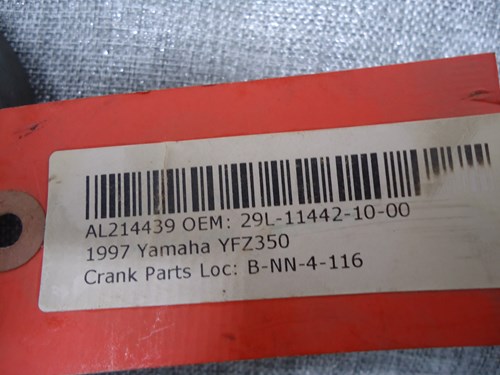 AL214439 OEM: 29L-11442-10-00
1997 Yamaha YFZ350
Crank Parts Loc: B-NN-4-116